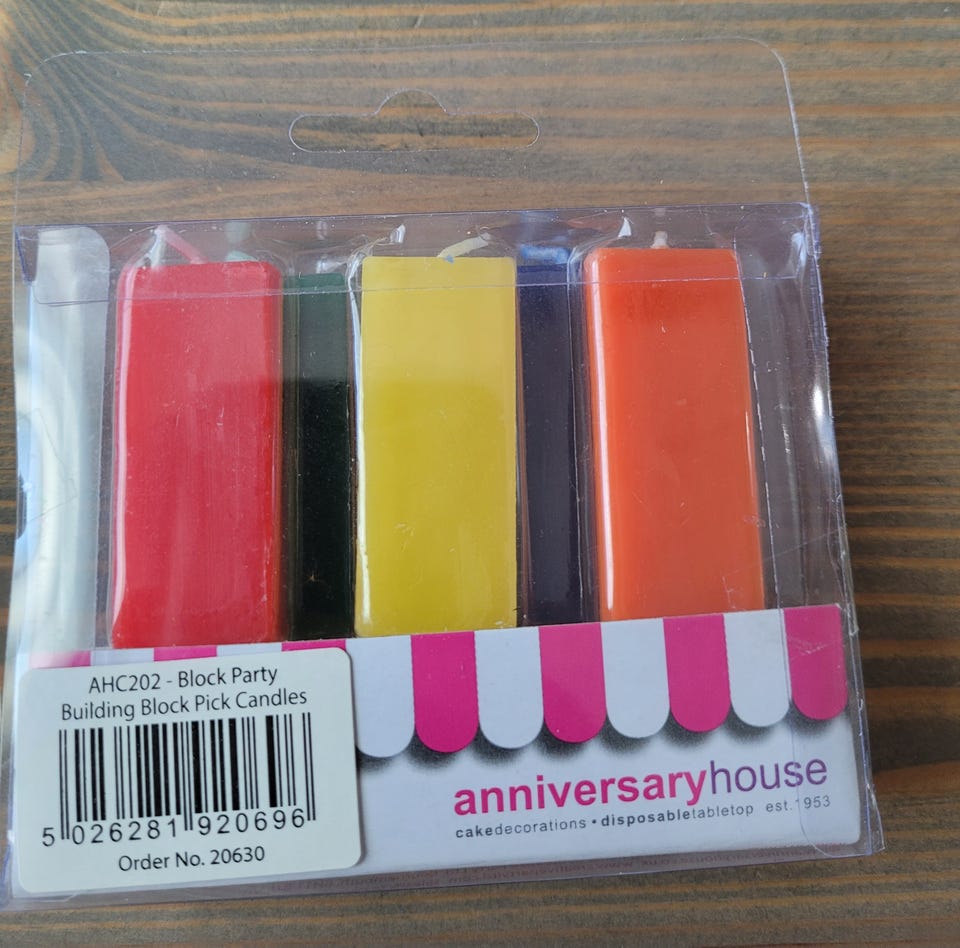 AHC202 - Block Party
Building Block Pick Candles
5 026281 920696
Order No. 20630
anniversaryhouse
cakedecorations • disposabletabletop est.1953